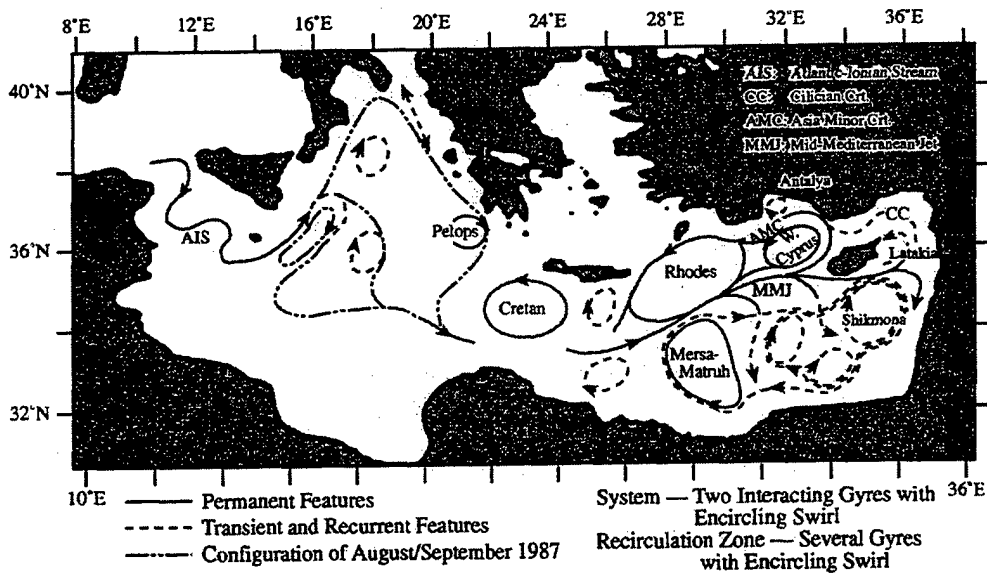 8°E 12°E 16°E 20°E 24°E 28°E 32°E 36°E
40°N
36°N
32°N
AIS: Atlantic-Ionian Stream
CC: Cilician Crt.
AMC: Asia Minor Crt.
MMJ: Mid-Mediterranean Jet
Antalya
AIS
Pelops
AMC
W. Cyprus
CC
Latakia
Rhodes
MMJ
Cretan
Shikmona
Mersa-
Matruh
10°E 36°E
Permanent Features
Transient and Recurrent Features
Configuration of August/September 1987
System — Two Interacting Gyres with
Encircling Swirl
Recirculation Zone — Several Gyres
with Encircling Swirl